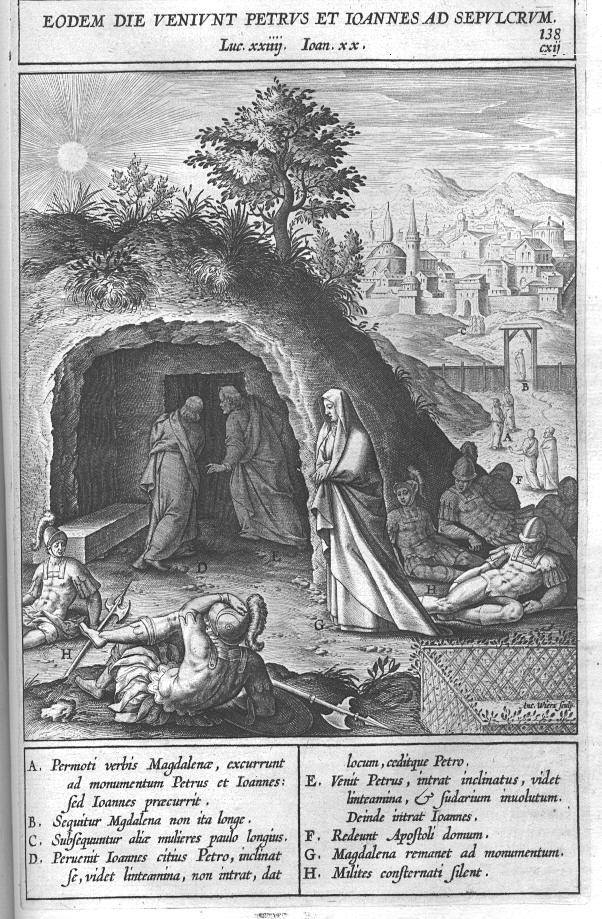 EODEM DIE VENIVNT PETRVS ET IOANNES AD SEPVLCRVM.
Luc. xxiiij. Ioan. xx.
138
cxij
C
B
A
F
D
E
H
G
H
Ant. Wierx sculp.
A. Permoti verbis Magdalenæ, excurrunt
ad monumentum Petrus et Ioannes:
sed Ioannes præcurrit.
B. Sequitur Mgdalena non ita longe.
C. Subsequuntur aliæ mulieres paulo longius.
D. Peruenit Ioannes citius Petro, inclinat
se, videt linteamina, non intrat, dat
locum, ceditque Petro.
E. Venit Petrus, intrat inclinatus, videt
linteamina, & sudarium inuolutum.
Deinde intrat Ioannes.
F. Redeunt Apostoli domum.
G. Magdalena remanet ad monumentum.
H. Milites consternati silent.